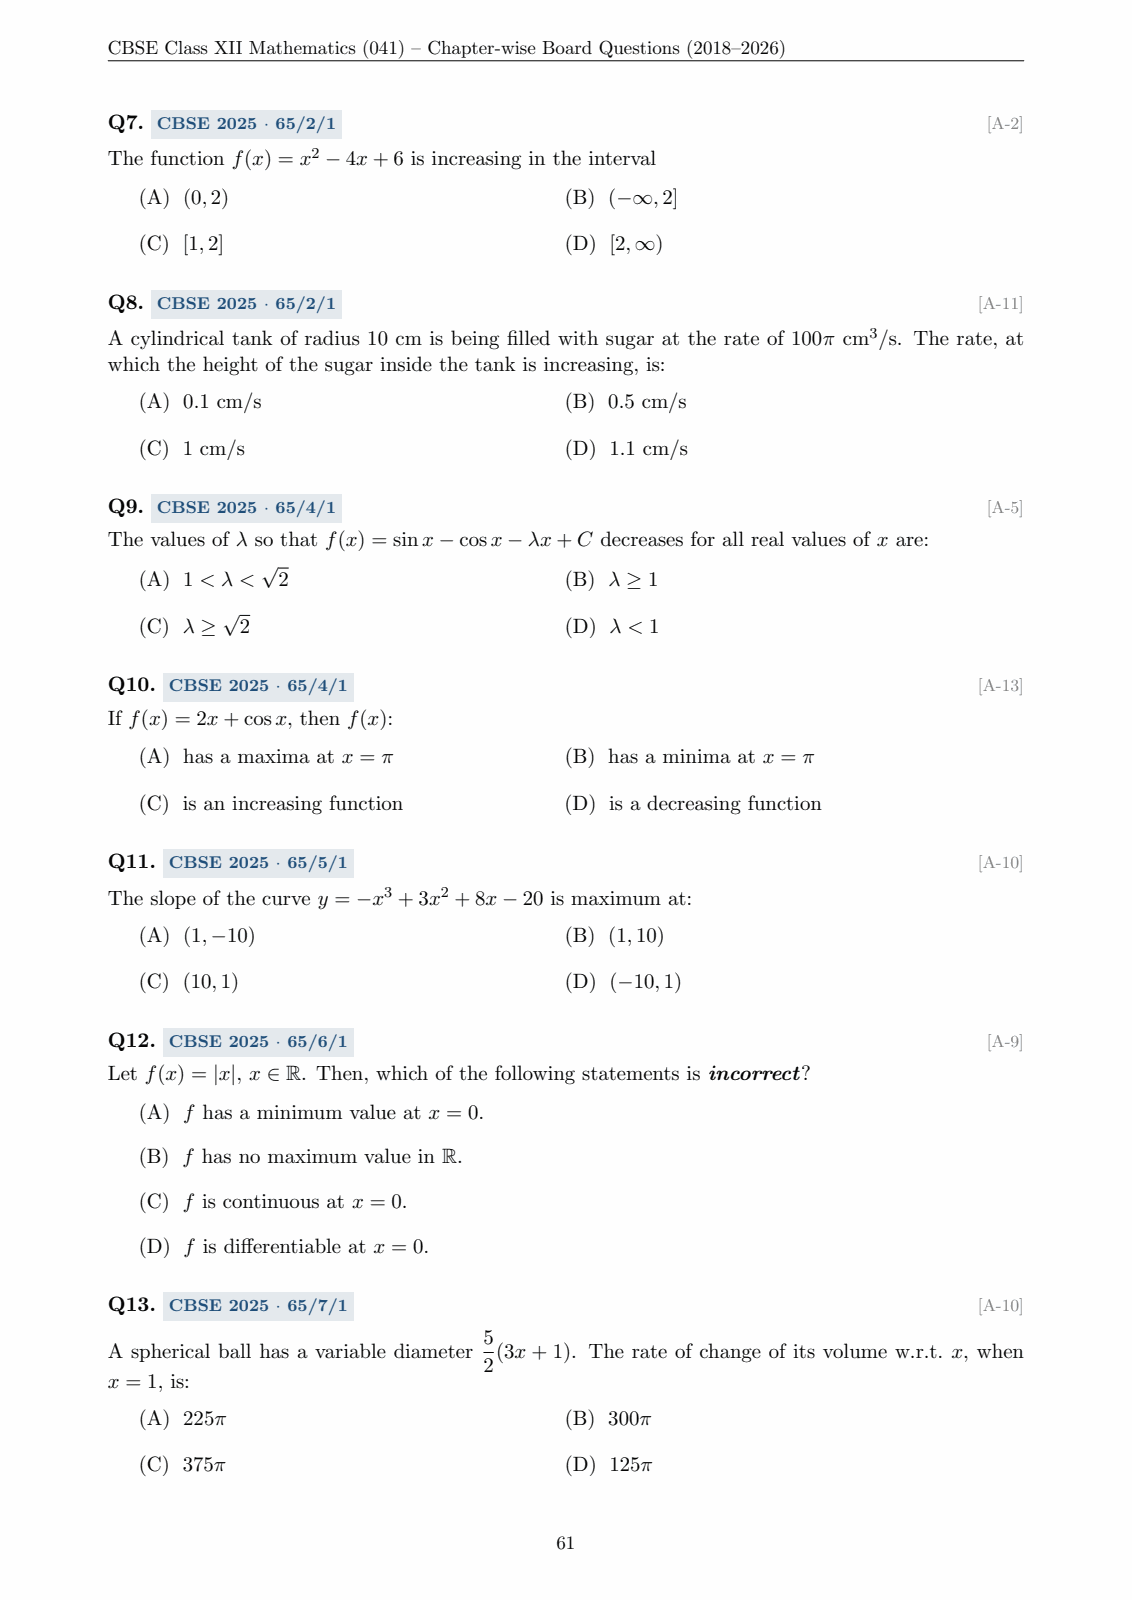 CBSE Class XII Mathematics (041) – Chapter-wise Board Questions (2018–2026)
Q7. CBSE 2025 · 65/2/1 [A-2]
The function f(x) = x² − 4x + 6 is increasing in the interval
(A) (0, 2) (B) (−∞, 2]
(C) [1, 2] (D) [2, ∞)
Q8. CBSE 2025 · 65/2/1 [A-11]
A cylindrical tank of radius 10 cm is being filled with sugar at the rate of 100π cm³/s. The rate, at
which the height of the sugar inside the tank is increasing, is:
(A) 0.1 cm/s (B) 0.5 cm/s
(C) 1 cm/s (D) 1.1 cm/s
Q9. CBSE 2025 · 65/4/1 [A-5]
The values of λ so that f(x) = sin x − cos x − λx + C decreases for all real values of x are:
(A) 1 < λ < √2 (B) λ ≥ 1
(C) λ ≥ √2 (D) λ < 1
Q10. CBSE 2025 · 65/4/1 [A-13]
If f(x) = 2x + cos x, then f(x):
(A) has a maxima at x = π (B) has a minima at x = π
(C) is an increasing function (D) is a decreasing function
Q11. CBSE 2025 · 65/5/1 [A-10]
The slope of the curve y = −x³ + 3x² + 8x − 20 is maximum at:
(A) (1, −10) (B) (1, 10)
(C) (10, 1) (D) (−10, 1)
Q12. CBSE 2025 · 65/6/1 [A-9]
Let f(x) = |x|, x ∈ ℝ. Then, which of the following statements is incorrect?
(A) f has a minimum value at x = 0.
(B) f has no maximum value in ℝ.
(C) f is continuous at x = 0.
(D) f is differentiable at x = 0.
Q13. CBSE 2025 · 65/7/1 [A-10]
A spherical ball has a variable diameter 5/2(3x + 1). The rate of change of its volume w.r.t. x, when
x = 1, is:
(A) 225π (B) 300π
(C) 375π (D) 125π
61